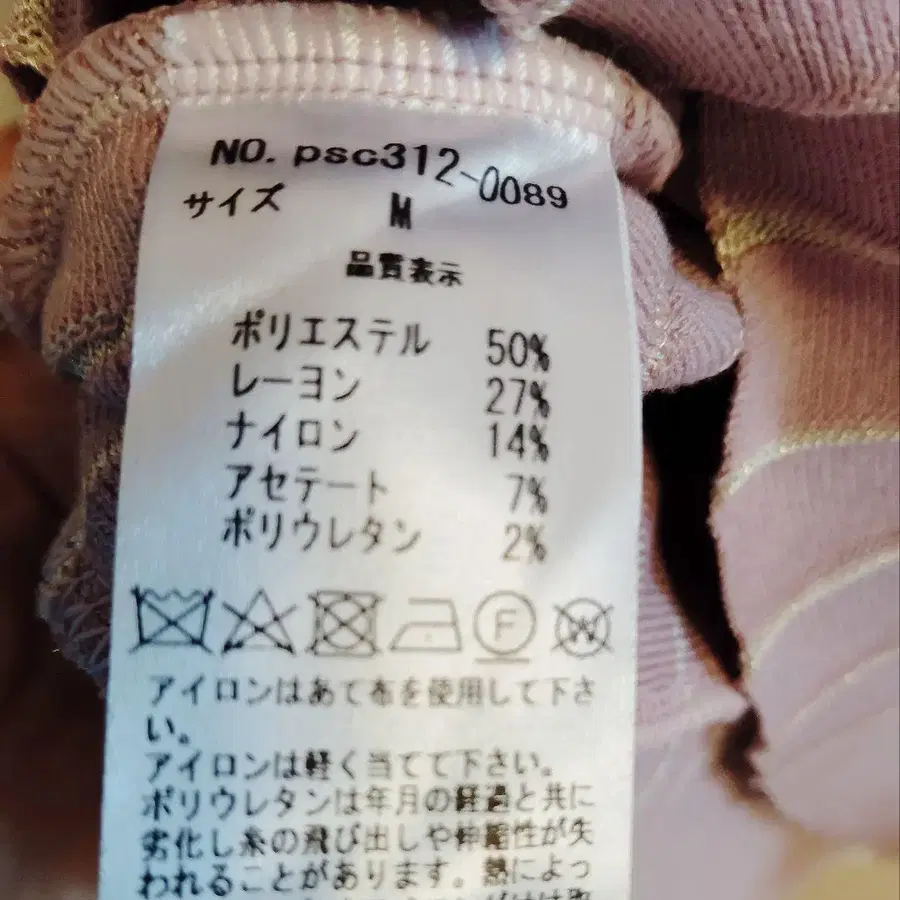 NO. psc312-0089
サイズ M
品質表示
ポリエステル 50%
レーヨン 27%
ナイロン 14%
アセテート 7%
ポリウレタン 2%
F W
アイロンはあて布を使用して下さ
い。
アイロンは軽く当てて下さい。
ポリウレタンは年月の経過と共に
劣化し糸の飛び出しや伸縮性が失
われることがあります。熱によっ